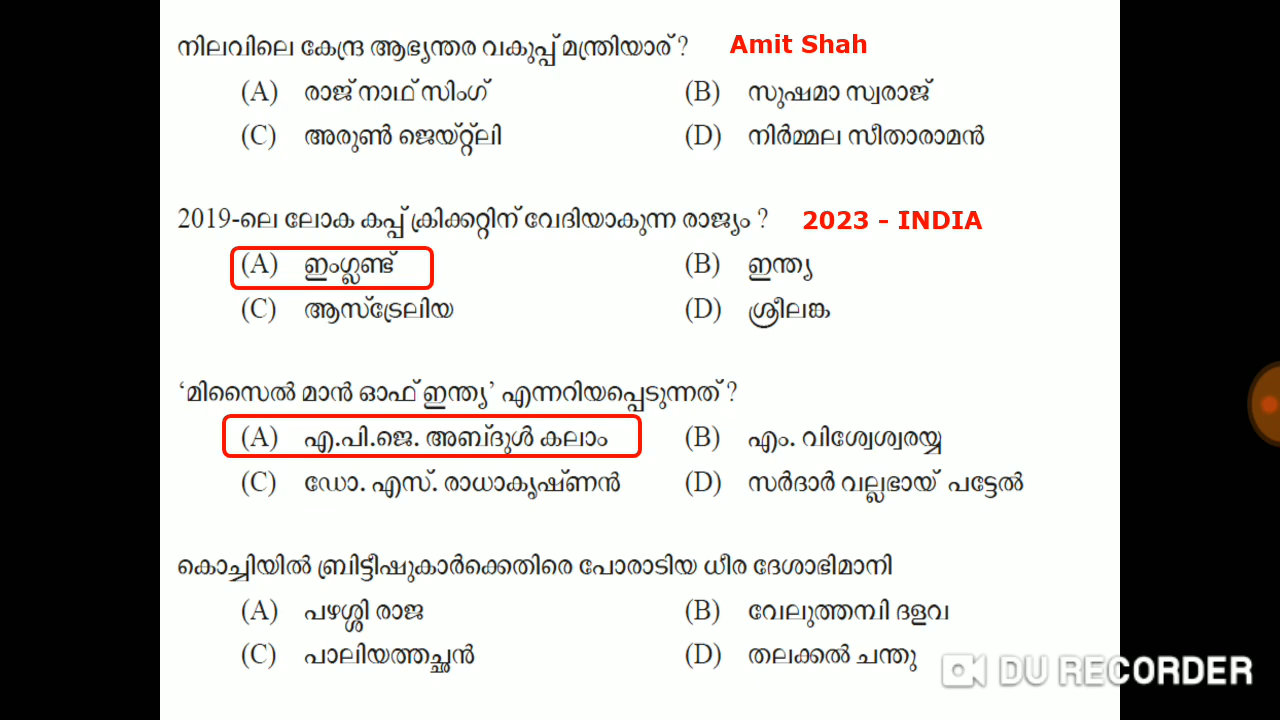 നിലവിലെ കേന്ദ്ര ആഭ്യന്തര വകുപ്പ് മന്ത്രിയാര് ? Amit Shah
(A) രാജ് നാഥ് സിംഗ് (B) സുഷമാ സ്വരാജ്
(C) അരുൺ ജെയ്റ്റ്ലി (D) നിർമ്മല സീതാരാമൻ
2019-ലെ ലോക കപ്പ് ക്രിക്കറ്റിന് വേദിയാകുന്ന രാജ്യം ? 2023 - INDIA
(A) ഇംഗ്ലണ്ട് (B) ഇന്ത്യ
(C) ആസ്ട്രേലിയ (D) ശ്രീലങ്ക
‘മിസൈൽ മാൻ ഓഫ് ഇന്ത്യ’ എന്നറിയപ്പെടുന്നത് ?
(A) എ.പി.ജെ. അബ്ദുൾ കലാം (B) എം. വിശ്വേശ്വരയ്യ
(C) ഡോ. എസ്. രാധാകൃഷ്ണൻ (D) സർദാർ വല്ലഭായ് പട്ടേൽ
കൊച്ചിയിൽ ബ്രിട്ടീഷുകാർക്കെതിരെ പോരാടിയ ധീര ദേശാഭിമാനി
(A) പഴശ്ശി രാജ (B) വേലുത്തമ്പി ദളവ
(C) പാലിയത്തച്ഛൻ (D) തലക്കൽ ചന്തു
DU RECORDER